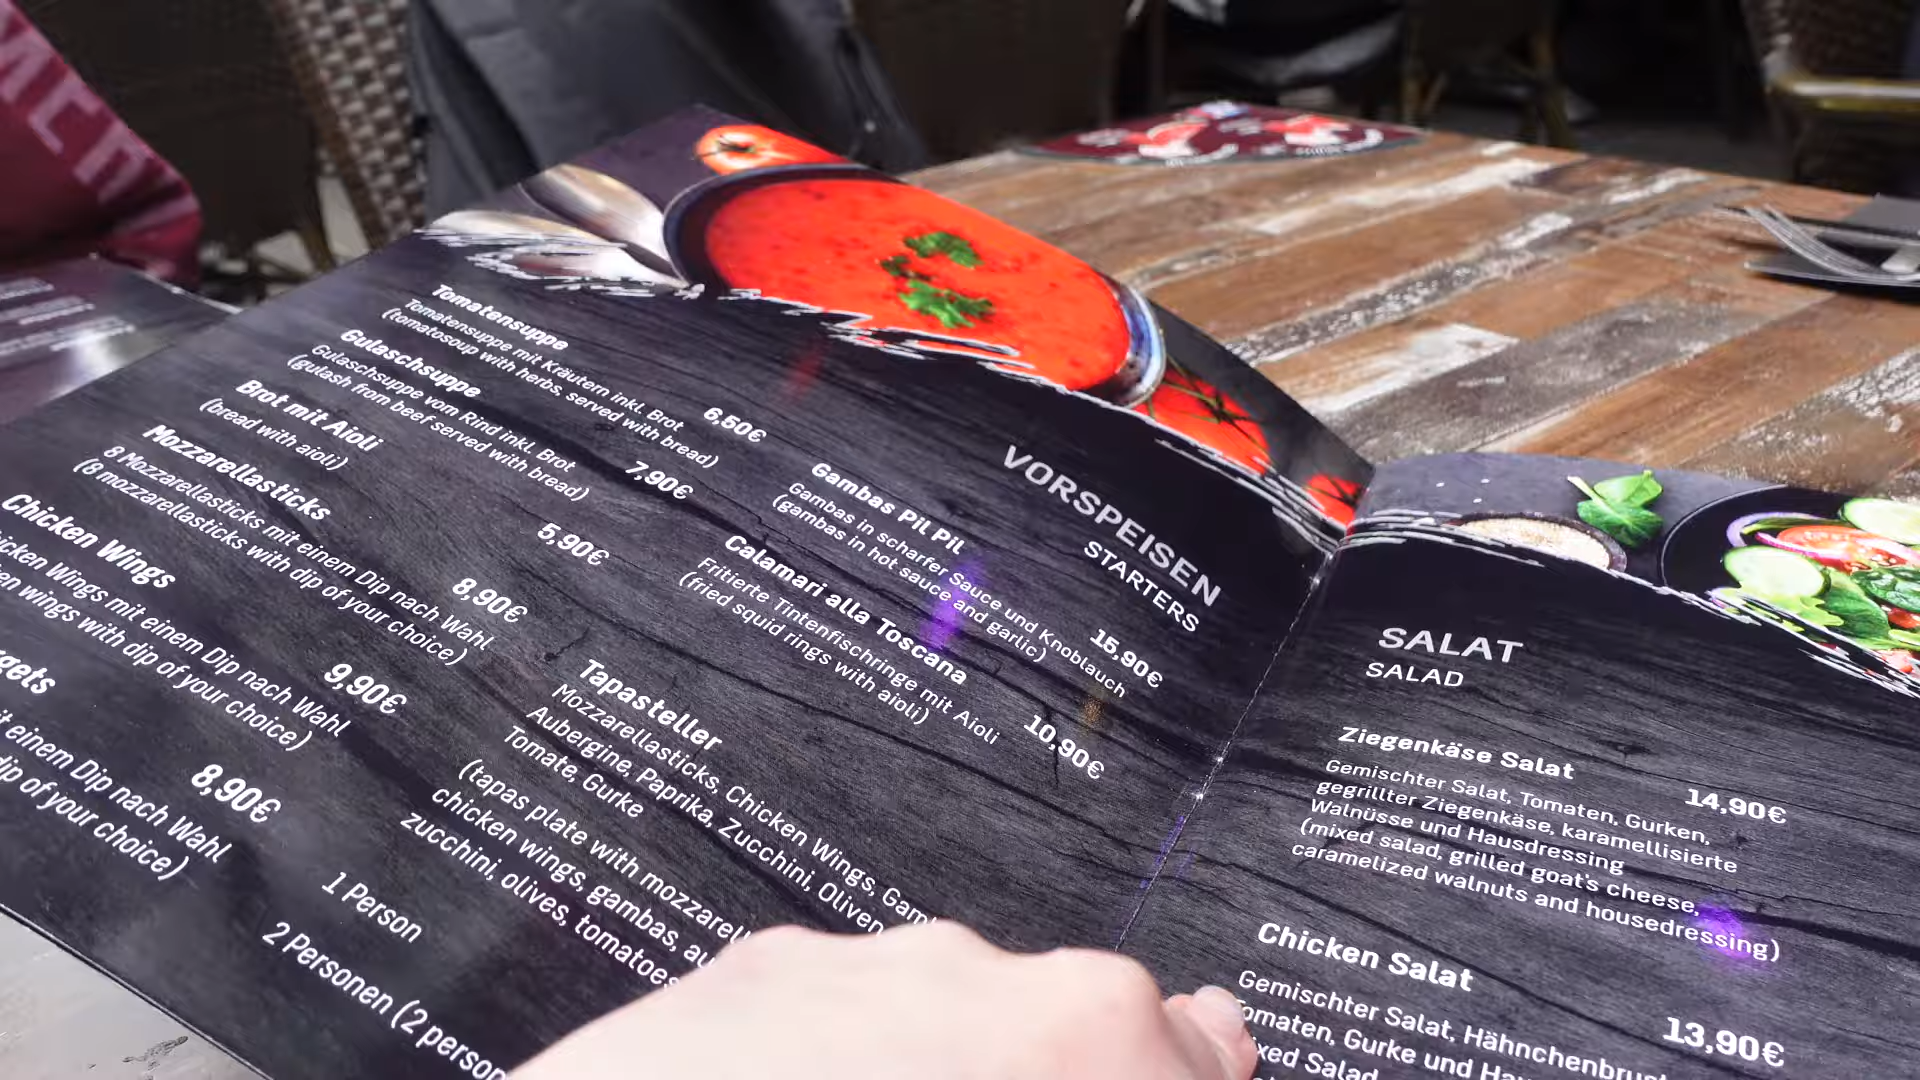 VORSPEISEN
STARTERS
Tomatensuppe
Tomatensuppe mit Kräutern inkl. Brot
(tomatosoup with herbs, served with bread)
6,50€
Gulaschsuppe
Gulaschsuppe vom Rind inkl. Brot
(gulash from beef served with bread)
7,90€
Brot mit Aioli
(bread with aioli)
5,90€
Mozzarellasticks
8 Mozzarellasticks mit einem Dip nach Wahl
(8 mozzarellasticks with dip of your choice)
8,90€
Chicken Wings
Wings mit einem Dip nach Wahl
wings with dip of your choice)
9,90€
einem Dip nach Wahl
of your choice)
8,90€
Gambas PiL PiL
Gambas in scharfer Sauce und Knoblauch
(gambas in hot sauce and garlic)
15,90€
Calamari alla Toscana
Fritierte Tintenfischringe mit Aioli
(fried squid rings with aioli)
10,90€
Tapasteller
Mozzarellasticks, Chicken Wings,
Aubergine, Paprika, Zucchini, Oliven
Tomate, Gurke
(tapas plate with
chicken wings, gambas,
zucchini, olives, tomatoes
1 Person
2 Personen (2
SALAT
SALAD
Ziegenkäse Salat
Gemischter Salat, Tomaten, Gurken,
gegrillter Ziegenkäse, karamellisierte
Walnüsse und Hausdressing
(mixed salad, grilled goat's cheese,
caramelized walnuts and housedressing)
14,90€
Chicken Salat
Gemischter Salat,
Gurke und
Salad
13,90€